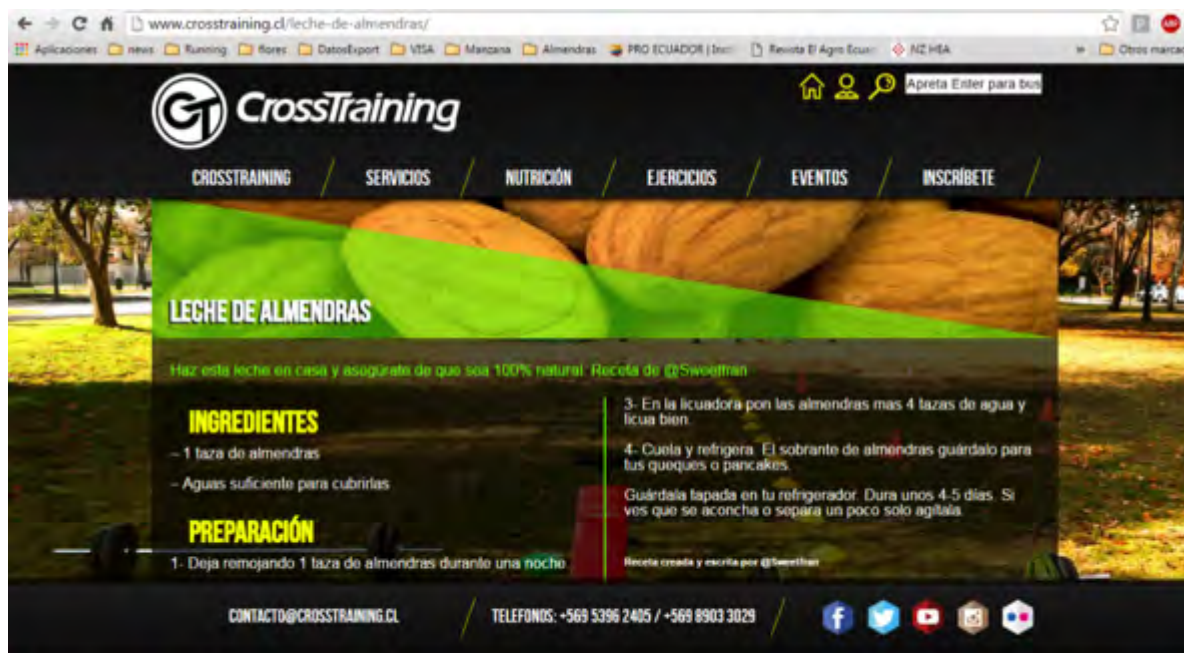 www.crosstraining.cl/leche-de-almendras/
Aplicaciones news Running flores DatosExport VISA Manzana Almendras PRO ECUADOR | Inst Revista El Agro Ecua NZ HEA Otros marcad
CrossTraining
Apreta Enter para bus
CROSSTRAINING SERVICIOS NUTRICIÓN EJERCICIOS EVENTOS INSCRÍBETE
LECHE DE ALMENDRAS
Haz esta leche en casa y asegúrate de que sea 100% natural. Receta de @Sweetfran
INGREDIENTES
– 1 taza de almendras
– Aguas suficiente para cubrirlas
PREPARACIÓN
1- Deja remojando 1 taza de almendras durante una noche
3- En la licuadora pon las almendras mas 4 tazas de agua y
licua bien.
4- Cuela y refrigera. El sobrante de almendras guárdalo para
tus queques o pancakes.
Guárdala tapada en tu refrigerador. Dura unos 4-5 días. Si
ves que se aconcha o separa un poco solo agítala.
Receta creada y escrita por @Sweetfran
CONTACTO@CROSSTRAINING.CL TELEFONOS: +569 5396 2405 / +569 8903 3029